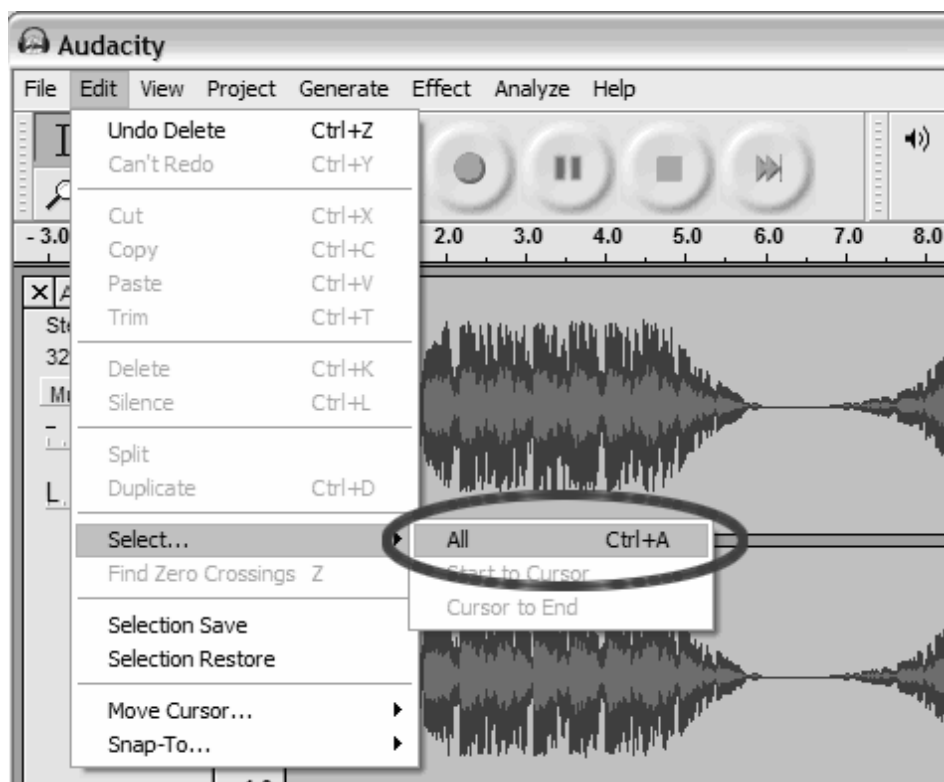 Audacity
File Edit View Project Generate Effect Analyze Help
Undo Delete Ctrl+Z
Can't Redo Ctrl+Y
Cut Ctrl+X
- 3.0 2.0 3.0 4.0 5.0 6.0 7.0 8.0
Copy Ctrl+C
Paste Ctrl+V
Trim Ctrl+T
32
Delete Ctrl+K
Silence Ctrl+L
Split
Duplicate Ctrl+D
L
Select... All Ctrl+A
Find Zero Crossings Z Start to Cursor
Cursor to End
Selection Save
Selection Restore
Move Cursor...
Snap-To...